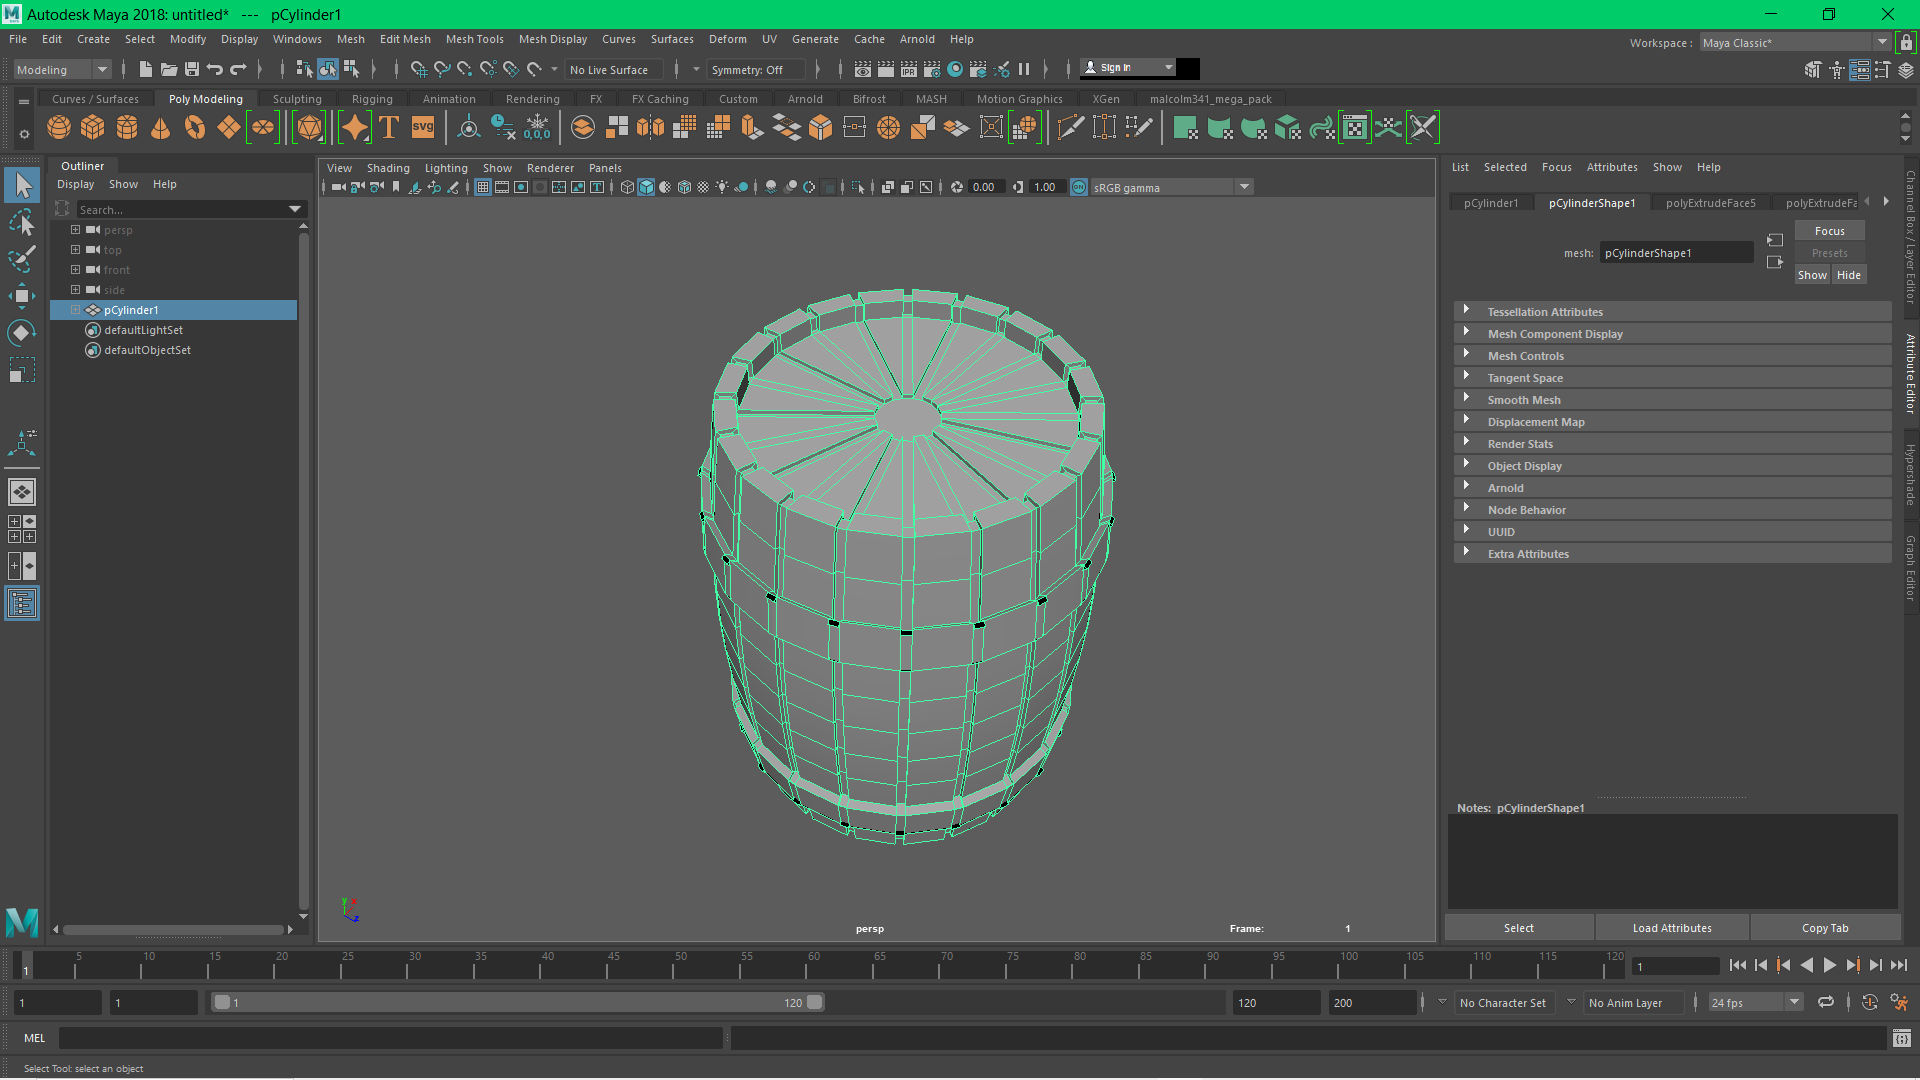 Autodesk Maya 2018: untitled* --- pCylinder1
File Edit Create Select Modify Display Windows Mesh Edit Mesh Mesh Tools Mesh Display Curves Surfaces Deform UV Generate Cache Arnold Help
Workspace : Maya Classic*
Modeling No Live Surface Symmetry: Off Sign In
Curves / Surfaces Poly Modeling Sculpting Rigging Animation Rendering FX FX Caching Custom Arnold Bifrost MASH Motion Graphics XGen malcolm341_mega_pack
T svg 0,0,0
Outliner
Display Show Help
Search...
persp
top
front
side
pCylinder1
defaultLightSet
defaultObjectSet
View Shading Lighting Show Renderer Panels
0.00 1.00 ON sRGB gamma
y x z
persp
Frame: 1
List Selected Focus Attributes Show Help
pCylinder1 pCylinderShape1 polyExtrudeFace5 polyExtrudeFa
Focus
mesh: pCylinderShape1
Presets
Show Hide
Tessellation Attributes
Mesh Component Display
Mesh Controls
Tangent Space
Smooth Mesh
Displacement Map
Render Stats
Object Display
Arnold
Node Behavior
UUID
Extra Attributes
Notes: pCylinderShape1
Select Load Attributes Copy Tab
Channel Box / Layer Editor
Attribute Editor
Hypershade
Graph Editor
1 5 10 15 20 25 30 35 40 45 50 55 60 65 70 75 80 85 90 95 100 105 110 115 120 1
1 1 1 120 120 200 No Character Set No Anim Layer 24 fps
MEL
Select Tool: select an object